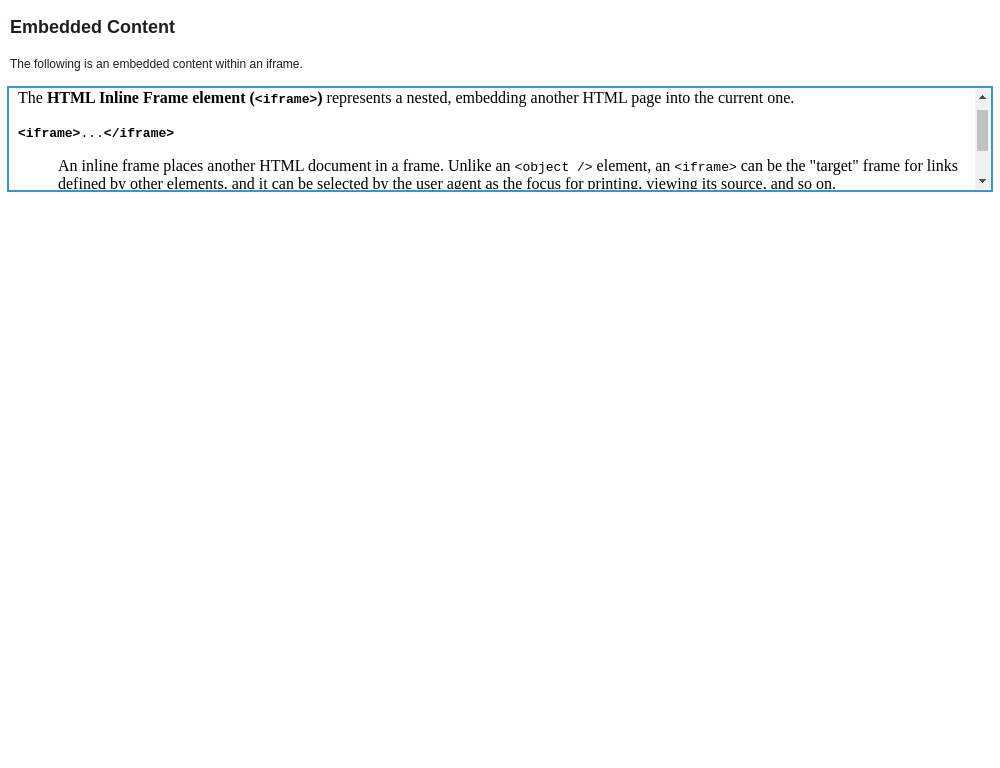 Embedded Content
The following is an embedded content within an iframe.
The HTML Inline Frame element (<iframe>) represents a nested, embedding another HTML page into the current one.
<iframe>...</iframe>
An inline frame places another HTML document in a frame. Unlike an <object /> element, an <iframe> can be the "target" frame for links
defined by other elements, and it can be selected by the user agent as the focus for printing, viewing its source, and so on.